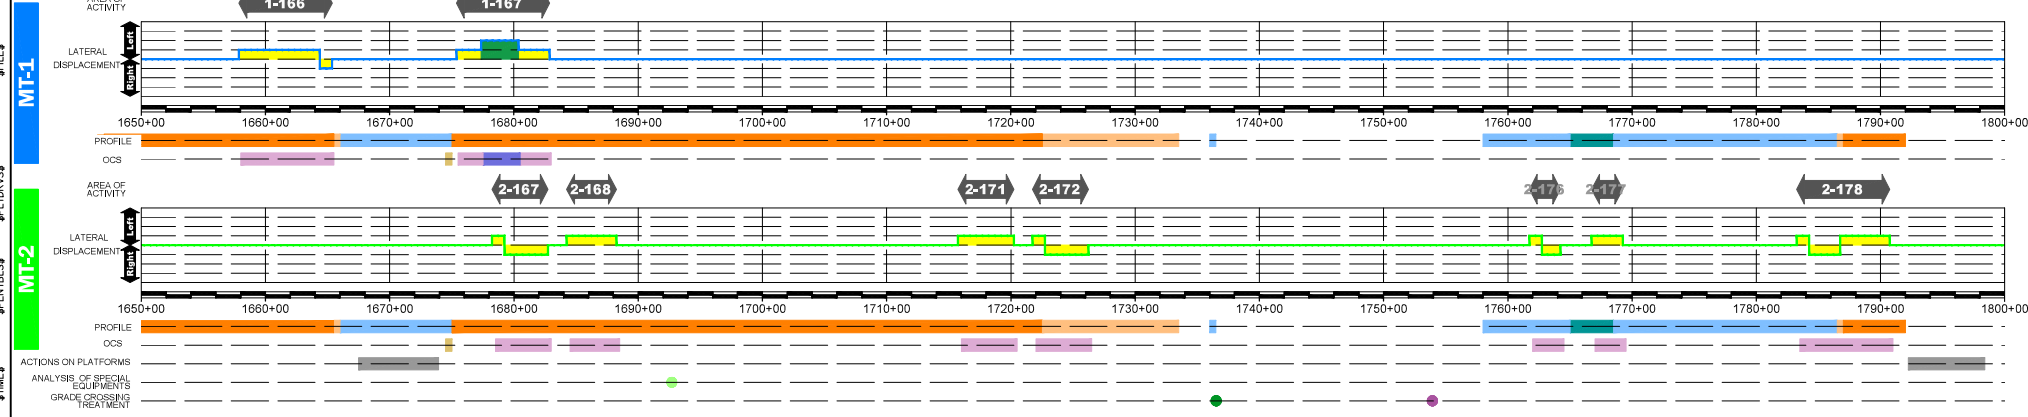 1-166 1-167
ACTIVITY
MT-1
LATERAL
DISPLACEMENT
Left
Right
1650+00 1660+00 1670+00 1680+00 1690+00 1700+00 1710+00 1720+00 1730+00 1740+00 1750+00 1760+00 1770+00 1780+00 1790+00 1800+00
PROFILE
OCS
AREA OF
ACTIVITY
2-167 2-168 2-171 2-172 2-176 2-177 2-178
MT-2
LATERAL
DISPLACEMENT
Left
Right
1650+00 1660+00 1670+00 1680+00 1690+00 1700+00 1710+00 1720+00 1730+00 1740+00 1750+00 1760+00 1770+00 1780+00 1790+00 1800+00
PROFILE
OCS
ACTIONS ON PLATFORMS
ANALYSIS OF SPECIAL
EQUIPMENTS
GRADE CROSSING
TREATMENT